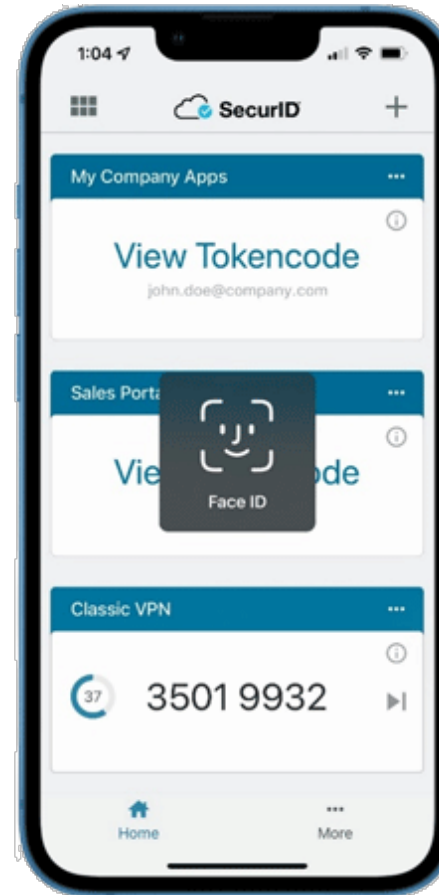 1:04
SecurID
My Company Apps
View Tokencode
john.doe@company.com
Sales Porta
Vie
ode
Face ID
Classic VPN
37
3501 9932
Home
More